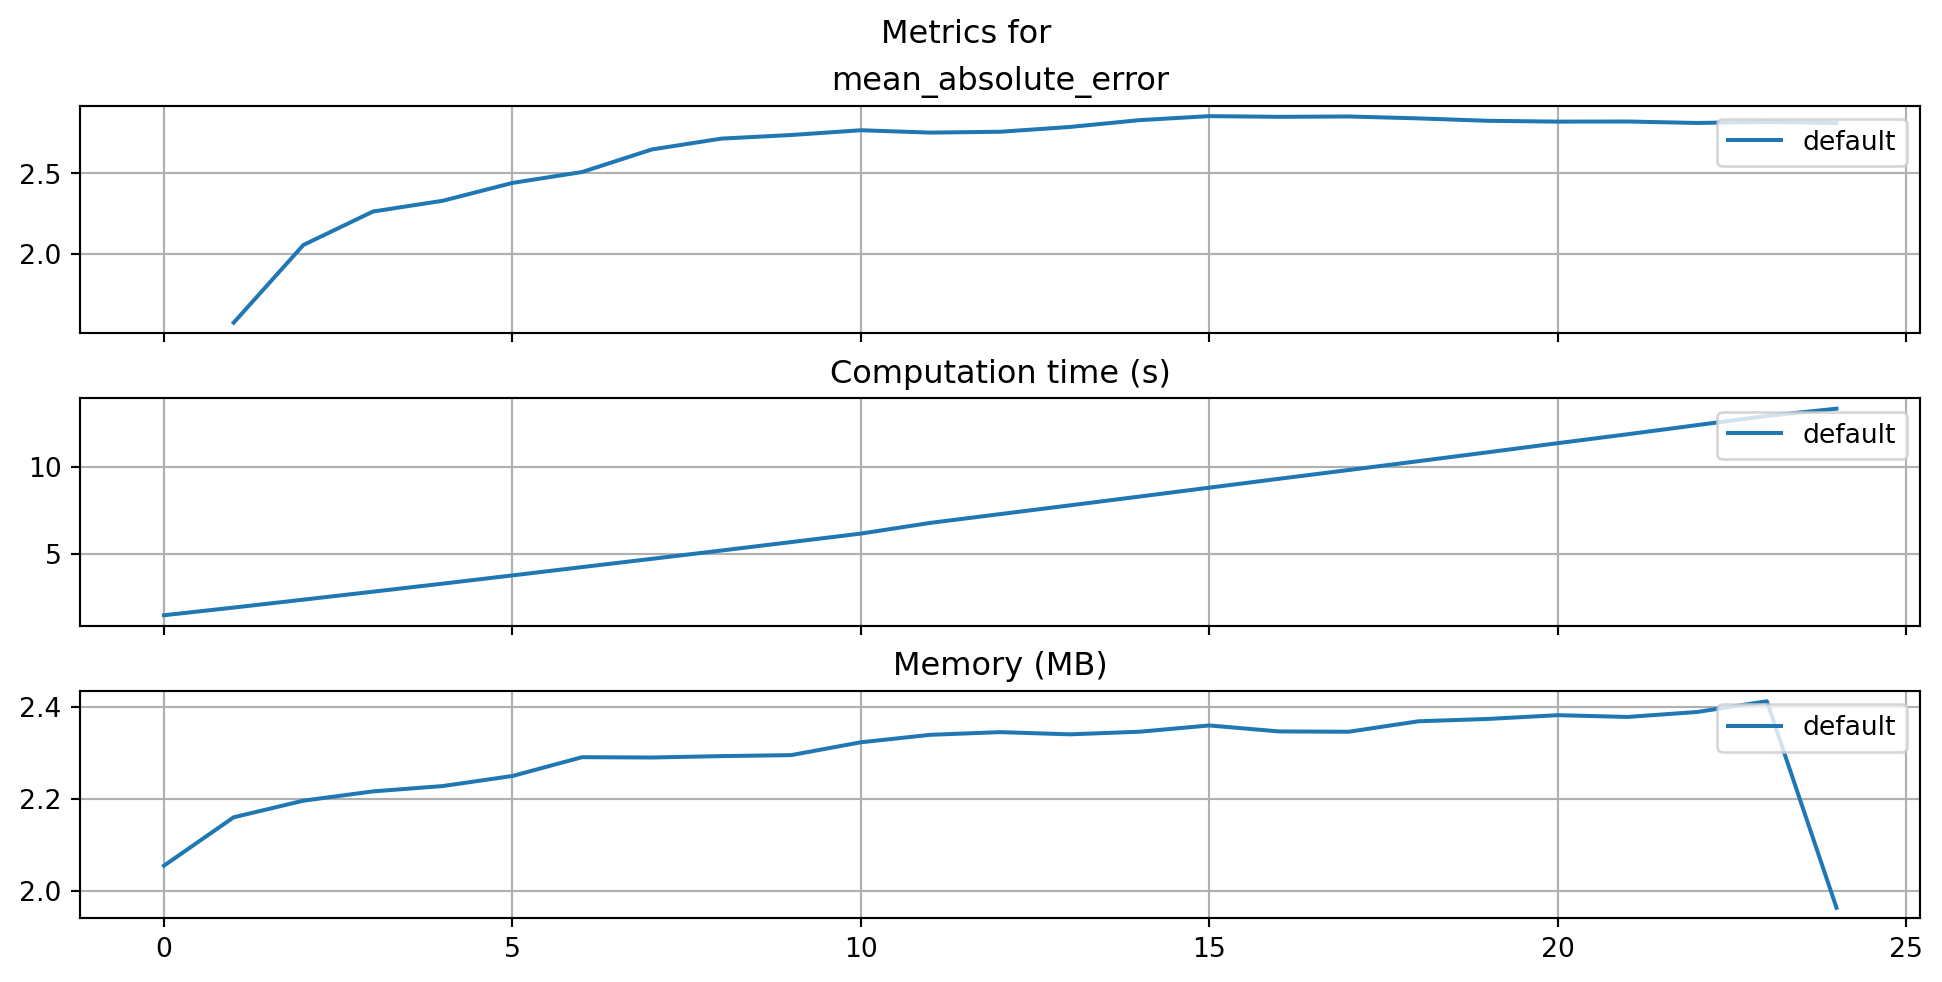 Metrics for
mean_absolute_error
2.5
2.0
default
Computation time (s)
10
5
default
Memory (MB)
2.4
2.2
2.0
default
0 5 10 15 20 25